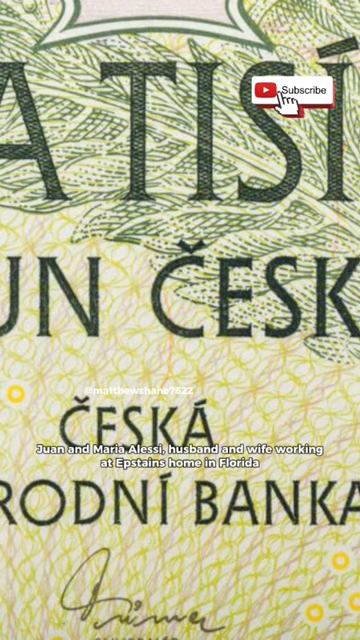 Subscribe
A TISÍ
UN ČESK
@matthewshane7622
ČESKÁ
Juan and Maria Alessi, husband and wife working
at Epstains home in Florida
RODNÍ BANKA